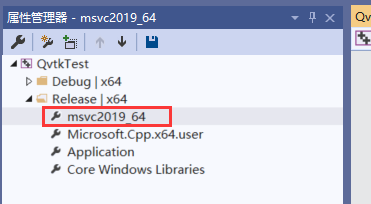 属性管理器 - msvc2019_64
Qv
QvtkTest
Debug | x64
Release | x64
msvc2019_64
Microsoft.Cpp.x64.user
Application
Core Windows Libraries